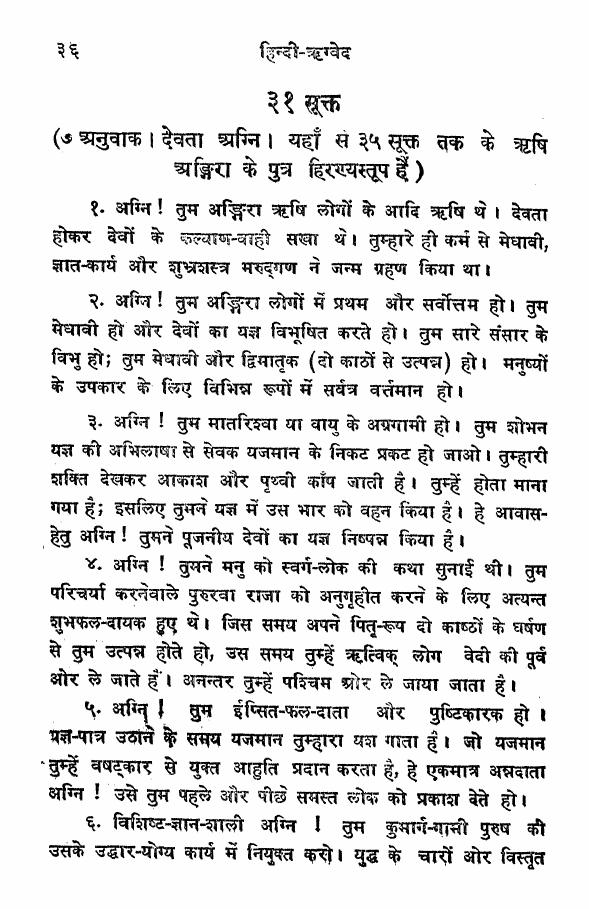 ३६ हिन्दी-ऋग्वेद
३१ सूक्त
(७ अनुवाक। देवता अग्नि। यहाँ से ३५ सूक्त तक के ऋषि
अङ्गिरा के पुत्र हिरण्यस्तूप हैं)
१. अग्नि! तुम अङ्गिरा ऋषि लोगों के आदि ऋषि थे। देवता
होकर देवों के कल्याण-वाही सखा थे। तुम्हारे ही कर्म से मेधावी,
ज्ञात-कार्य और शुभ्रशस्त्र मरुद्गण ने जन्म ग्रहण किया था।
२. अग्नि! तुम अङ्गिरा लोगों में प्रथम और सर्वोत्तम हो। तुम
मेधावी हो और देवों का यज्ञ विभूषित करते हो। तुम सारे संसार के
विभु हो; तुम मेधावी और द्विमातृक (दो काठों से उत्पन्न) हो। मनुष्यों
के उपकार के लिए विभिन्न रूपों में सर्वत्र वर्त्तमान हो।
३. अग्नि! तुम मातरिश्वा या वायु के अग्रगामी हो। तुम शोभन
यज्ञ की अभिलाषा से सेवक यजमान के निकट प्रकट हो जाओ। तुम्हारी
शक्ति देखकर आकाश और पृथ्वी काँप जाती है। तुम्हें होता माना
गया है; इसलिए तुमने यज्ञ में उस भार को वहन किया है। हे आवास-
हेतु अग्नि! तुमने पूजनीय देवों का यज्ञ निष्पन्न किया है।
४. अग्नि! तुमने मनु को स्वर्ग-लोक की कथा सुनाई थी। तुम
परिचर्या करनेवाले पुरुरवा राजा को अनुगृहीत करने के लिए अत्यन्त
शुभफल-दायक हुए थे। जिस समय अपने पितृ-रूप दो काष्ठों के घर्षण
से तुम उत्पन्न होते हो, उस समय तुम्हें ऋत्विक् लोग वेदी की पूर्व
ओर ले जाते हैं। अनन्तर तुम्हें पश्चिम ओर ले जाया जाता है।
५. अग्नि! तुम ईप्सित-फल-दाता और पुष्टिकारक हो।
यज्ञ-पात्र उठाने के समय यजमान तुम्हारा यश गाता है। जो यजमान
तुम्हें वषट्कार से युक्त आहुति प्रदान करता है, हे एकमात्र अन्नदाता
अग्नि! उसे तुम पहले और पीछे समस्त लोक को प्रकाश देते हो।
६. विशिष्ट-ज्ञान-शाली अग्नि! तुम कुमार्ग-गामी पुरुष की
उसके उद्धार-योग्य कार्य में नियुक्त करो। युद्ध के चारों ओर विस्तृत